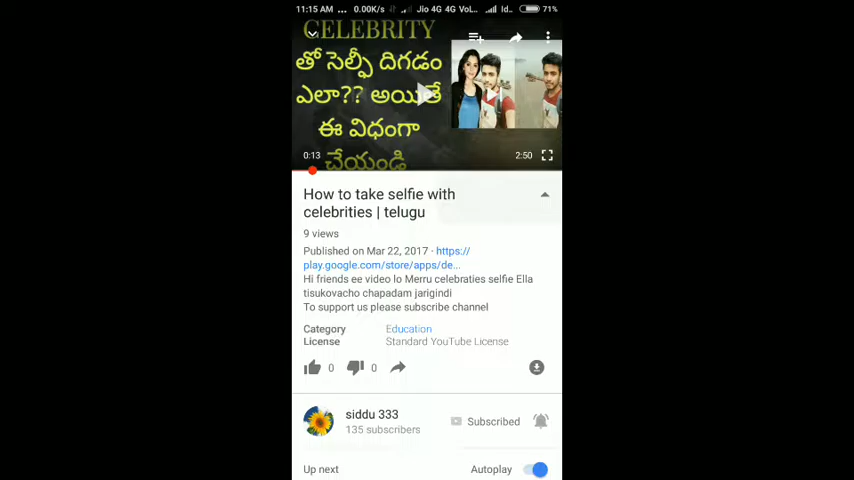 11:15 AM ... 0.00K/s Jio 4G 4G VoL... Id... 71%
CELEBRITY
తో సెల్ఫీ దిగడం
ఎలా?? అయితే
ఈ విధంగా
చేయండి
0:13 2:50
How to take selfie with
celebrities | telugu
9 views
Published on Mar 22, 2017 · https://
play.google.com/store/apps/de...
Hi friends ee video lo Merru celebraties selfie Ella
tisukovacho chapadam jarigindi
To support us please subscribe channel
Category Education
License Standard YouTube License
0 0
siddu 333 Subscribed
135 subscribers
Up next Autoplay